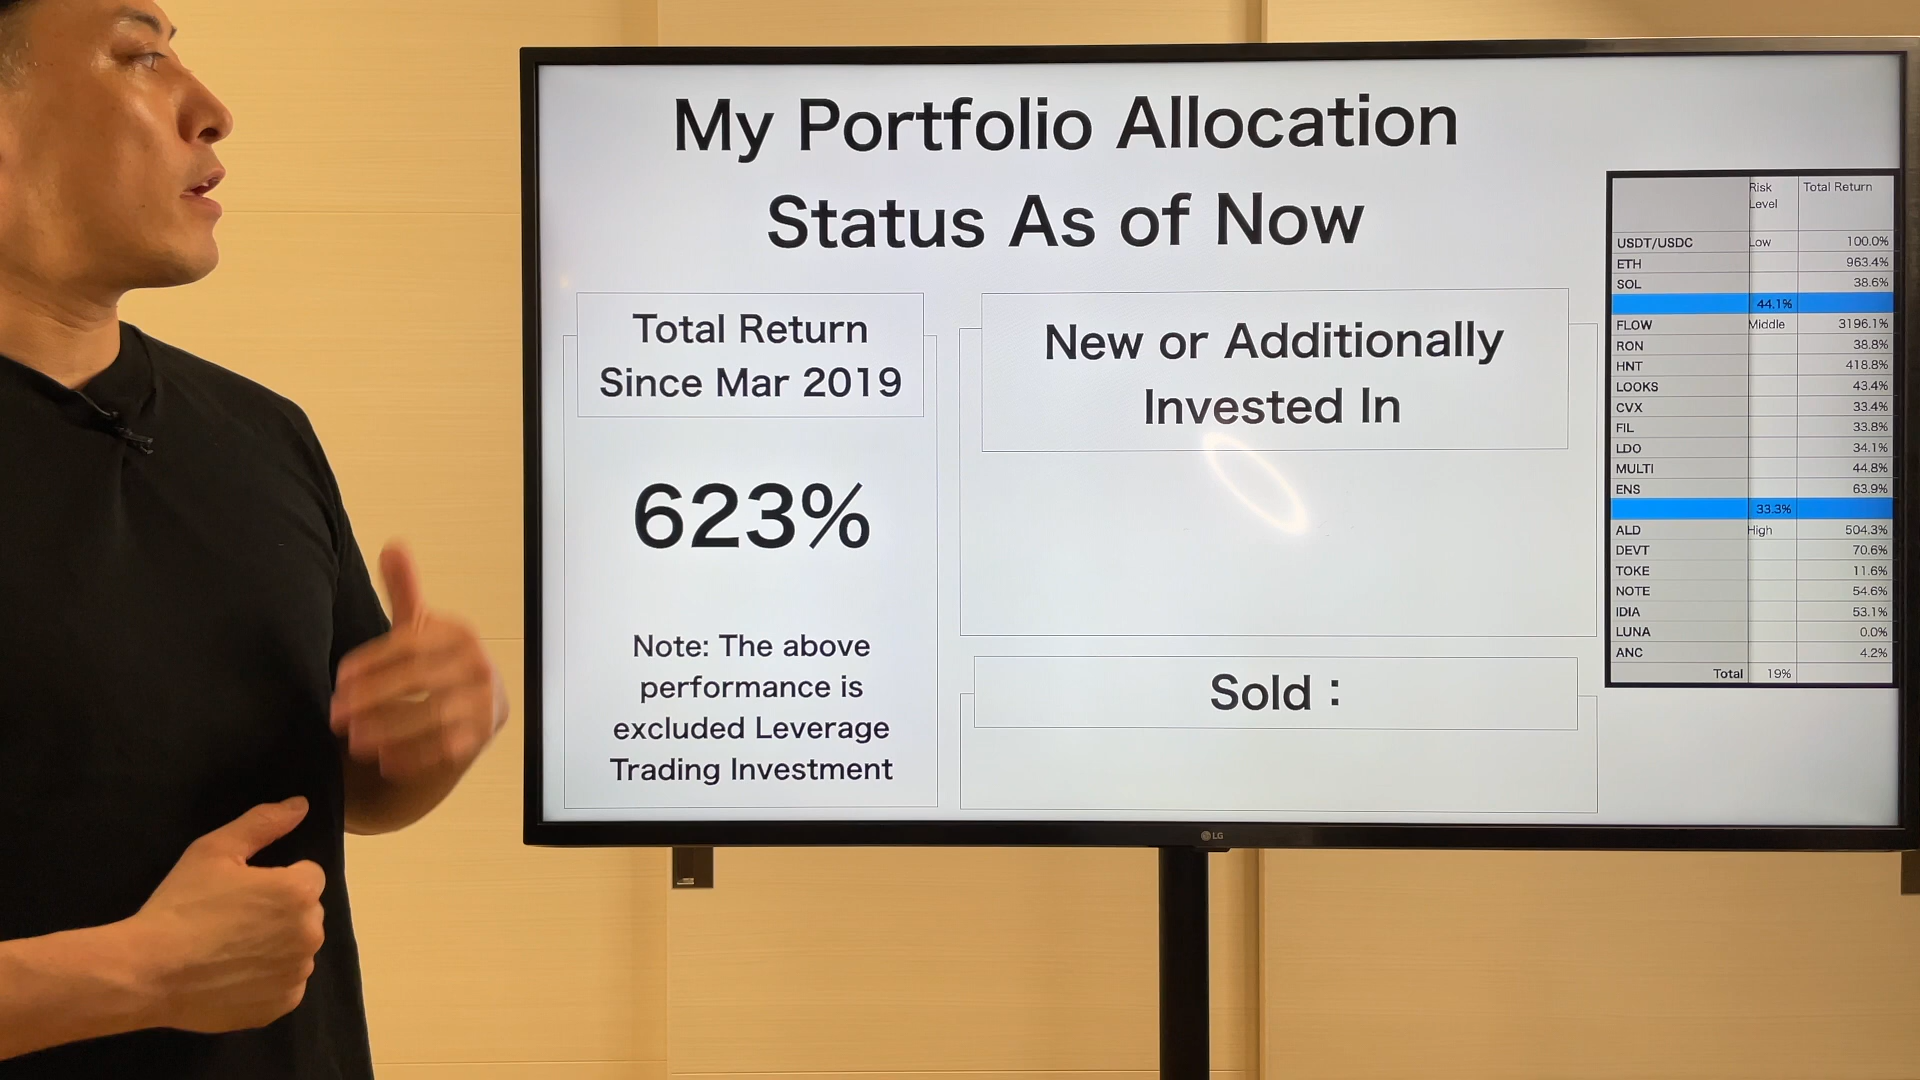 My Portfolio Allocation
Status As of Now
Total Return
Since Mar 2019
623%
Note: The above
performance is
excluded Leverage
Trading Investment
New or Additionally
Invested In
Sold：
Risk Level Total Return
USDT/USDC Low 100.0%
ETH 963.4%
SOL 38.6%
44.1%
FLOW Middle 3196.1%
RON 38.8%
HNT 418.8%
LOOKS 43.4%
CVX 33.4%
FIL 33.8%
LDO 34.1%
MULTI 44.8%
ENS 63.9%
33.3%
ALD High 504.3%
DEVT 70.6%
TOKE 11.6%
NOTE 54.6%
IDIA 53.1%
LUNA 0.0%
ANC 4.2%
Total 19%
LG